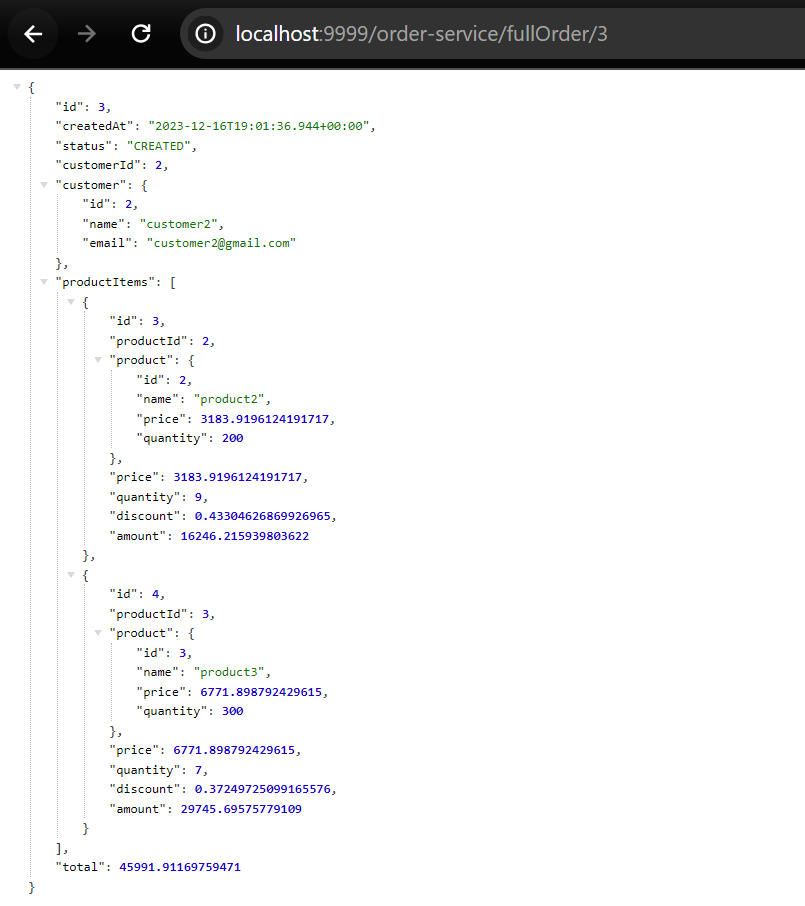 localhost:9999/order-service/fullOrder/3
{
"id": 3,
"createdAt": "2023-12-16T19:01:36.944+00:00",
"status": "CREATED",
"customerId": 2,
"customer": {
"id": 2,
"name": "customer2",
"email": "customer2@gmail.com"
},
"productItems": [
{
"id": 3,
"productId": 2,
"product": {
"id": 2,
"name": "product2",
"price": 3183.9196124191717,
"quantity": 200
},
"price": 3183.9196124191717,
"quantity": 9,
"discount": 0.43304626869926965,
"amount": 16246.215939803622
},
{
"id": 4,
"productId": 3,
"product": {
"id": 3,
"name": "product3",
"price": 6771.898792429615,
"quantity": 300
},
"price": 6771.898792429615,
"quantity": 7,
"discount": 0.37249725099165576,
"amount": 29745.69575779109
}
],
"total": 45991.91169759471
}